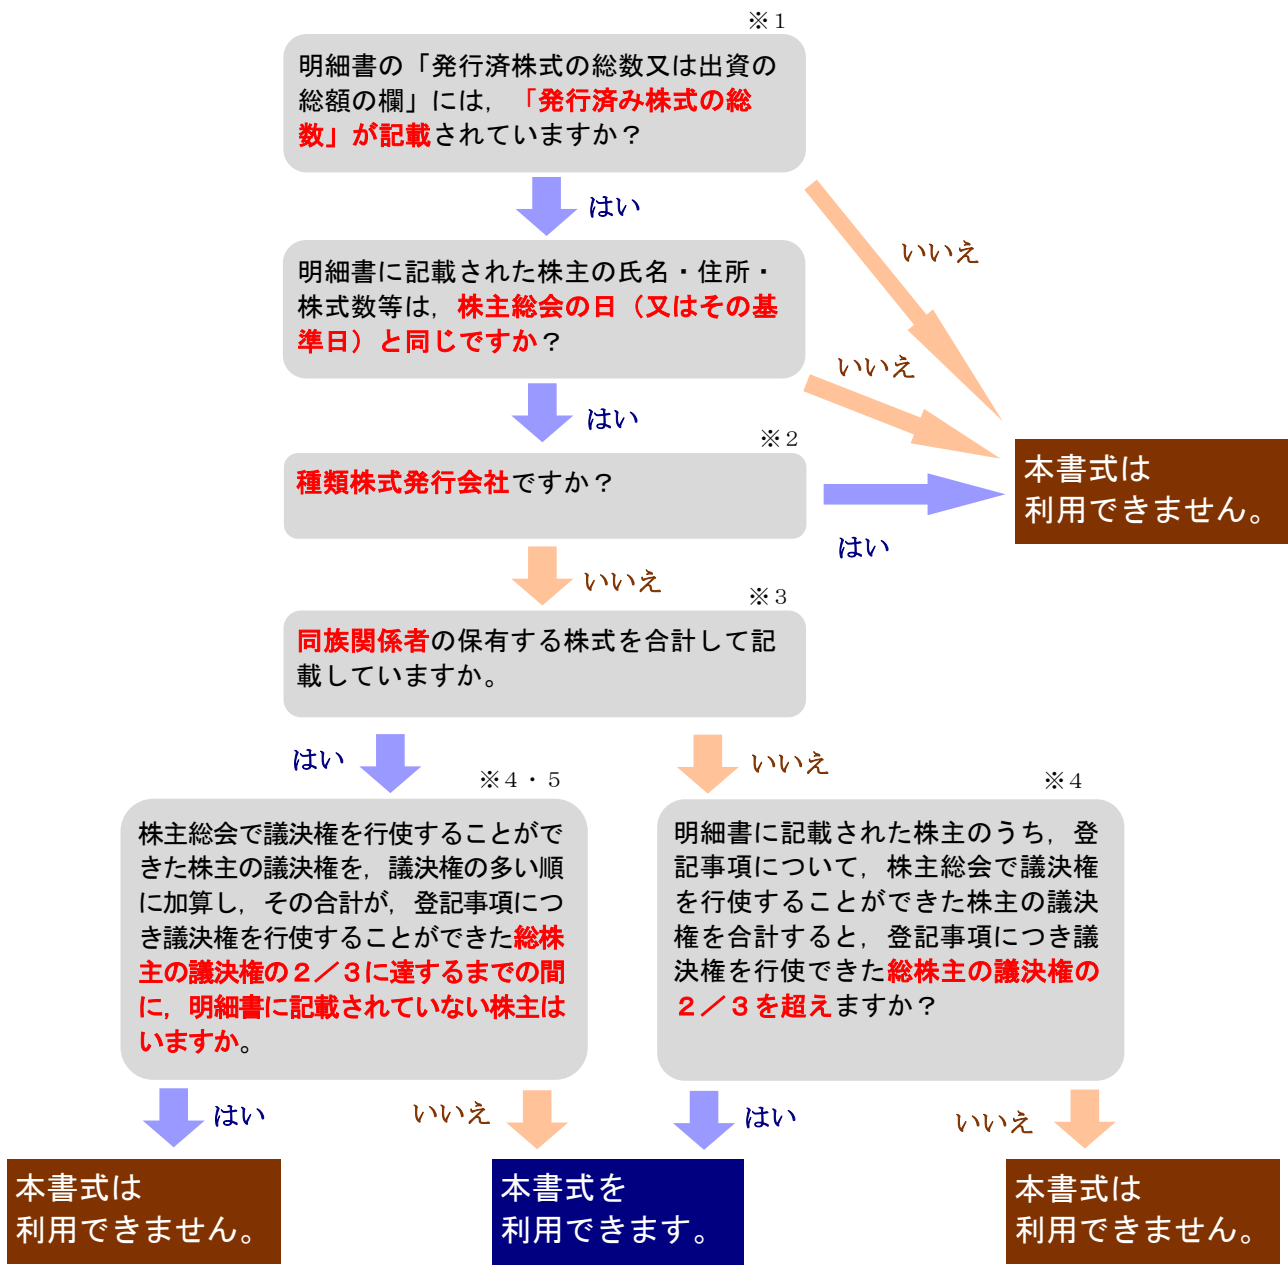 ※1
明細書の「発行済株式の総数又は出資の
総額の欄」には,「発行済み株式の総
数」が記載されていますか?
はい
いいえ
明細書に記載された株主の氏名・住所・
株式数等は,株主総会の日(又はその基
準日)と同じですか?
いいえ
はい
※2
種類株式発行会社ですか?
はい
本書式は
利用できません。
いいえ
※3
同族関係者の保有する株式を合計して記
載していますか。
はい
いいえ
※4・5
株主総会で議決権を行使することがで
きた株主の議決権を,議決権の多い順
に加算し,その合計が,登記事項につ
き議決権を行使することができた総株
主の議決権の2/3に達するまでの間
に,明細書に記載されていない株主は
いますか。
※4
明細書に記載された株主のうち,登
記事項について,株主総会で議決権
を行使することができた株主の議決
権を合計すると,登記事項につき議
決権を行使できた総株主の議決権の
2/3を超えますか?
はい
いいえ
はい
いいえ
本書式は
利用できません。
本書式を
利用できます。
本書式は
利用できません。